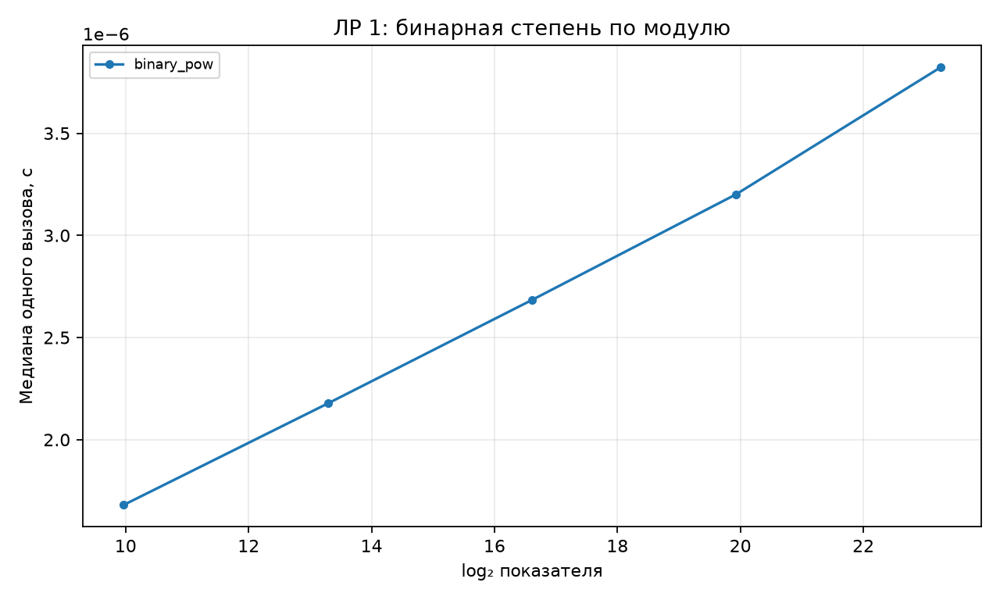 ЛР 1: бинарная степень по модулю
1e−6
binary_pow
Медиана одного вызова, с
3.5
3.0
2.5
2.0
10 12 14 16 18 20 22
log₂ показателя